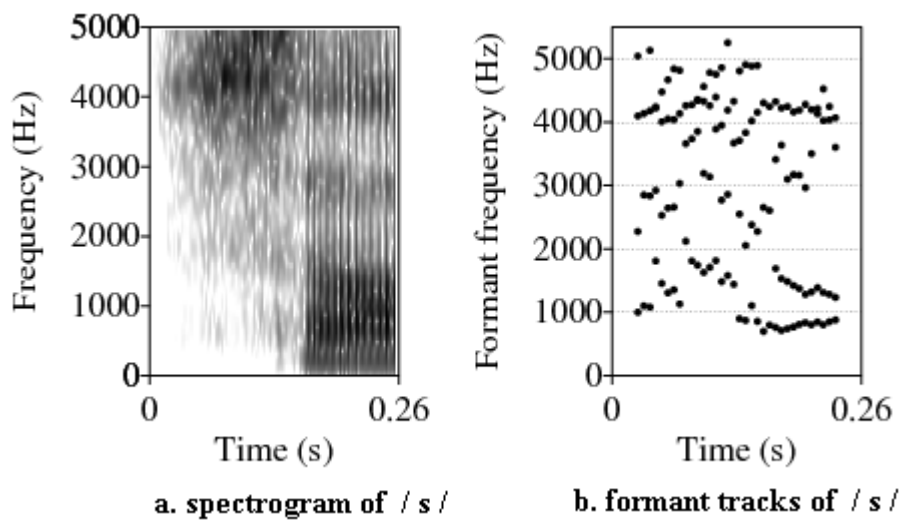 5000
4000
3000
2000
1000
0
Frequency (Hz)
0 0.26
Time (s)
a. spectrogram of / s /
5000
4000
3000
2000
1000
0
Formant frequency (Hz)
0 0.26
Time (s)
b. formant tracks of / s /